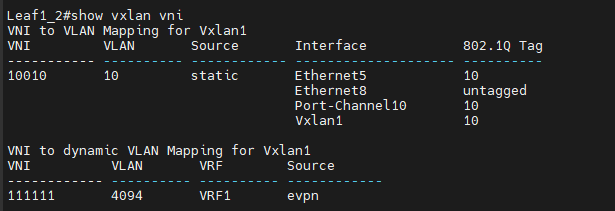 Leaf1_2#show vxlan vni
VNI to VLAN Mapping for Vxlan1
VNI         VLAN       Source       Interface           802.1Q Tag
----------- ---------- ------------ ------------------- ----------
10010       10         static       Ethernet5           10
                                    Ethernet8           untagged
                                    Port-Channel10      10
                                    Vxlan1              10
VNI to dynamic VLAN Mapping for Vxlan1
VNI          VLAN       VRF        Source
------------ ---------- ---------- ------------
111111       4094       VRF1       evpn